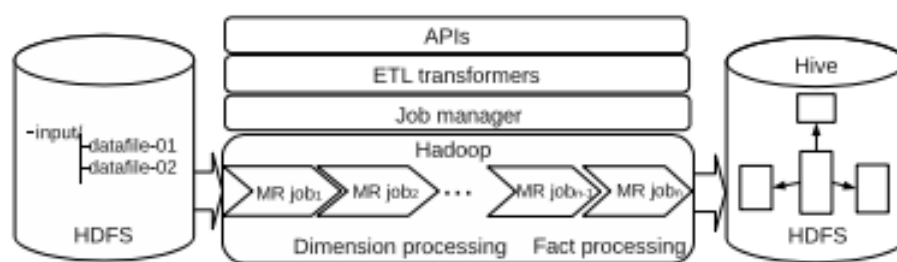 APIs
ETL transformers
Job manager
Hadoop
-input/
datafile-01
datafile-02
HDFS
MR job1
MR job2
...
MR jobn-1
MR jobn
Dimension processing
Fact processing
Hive
HDFS